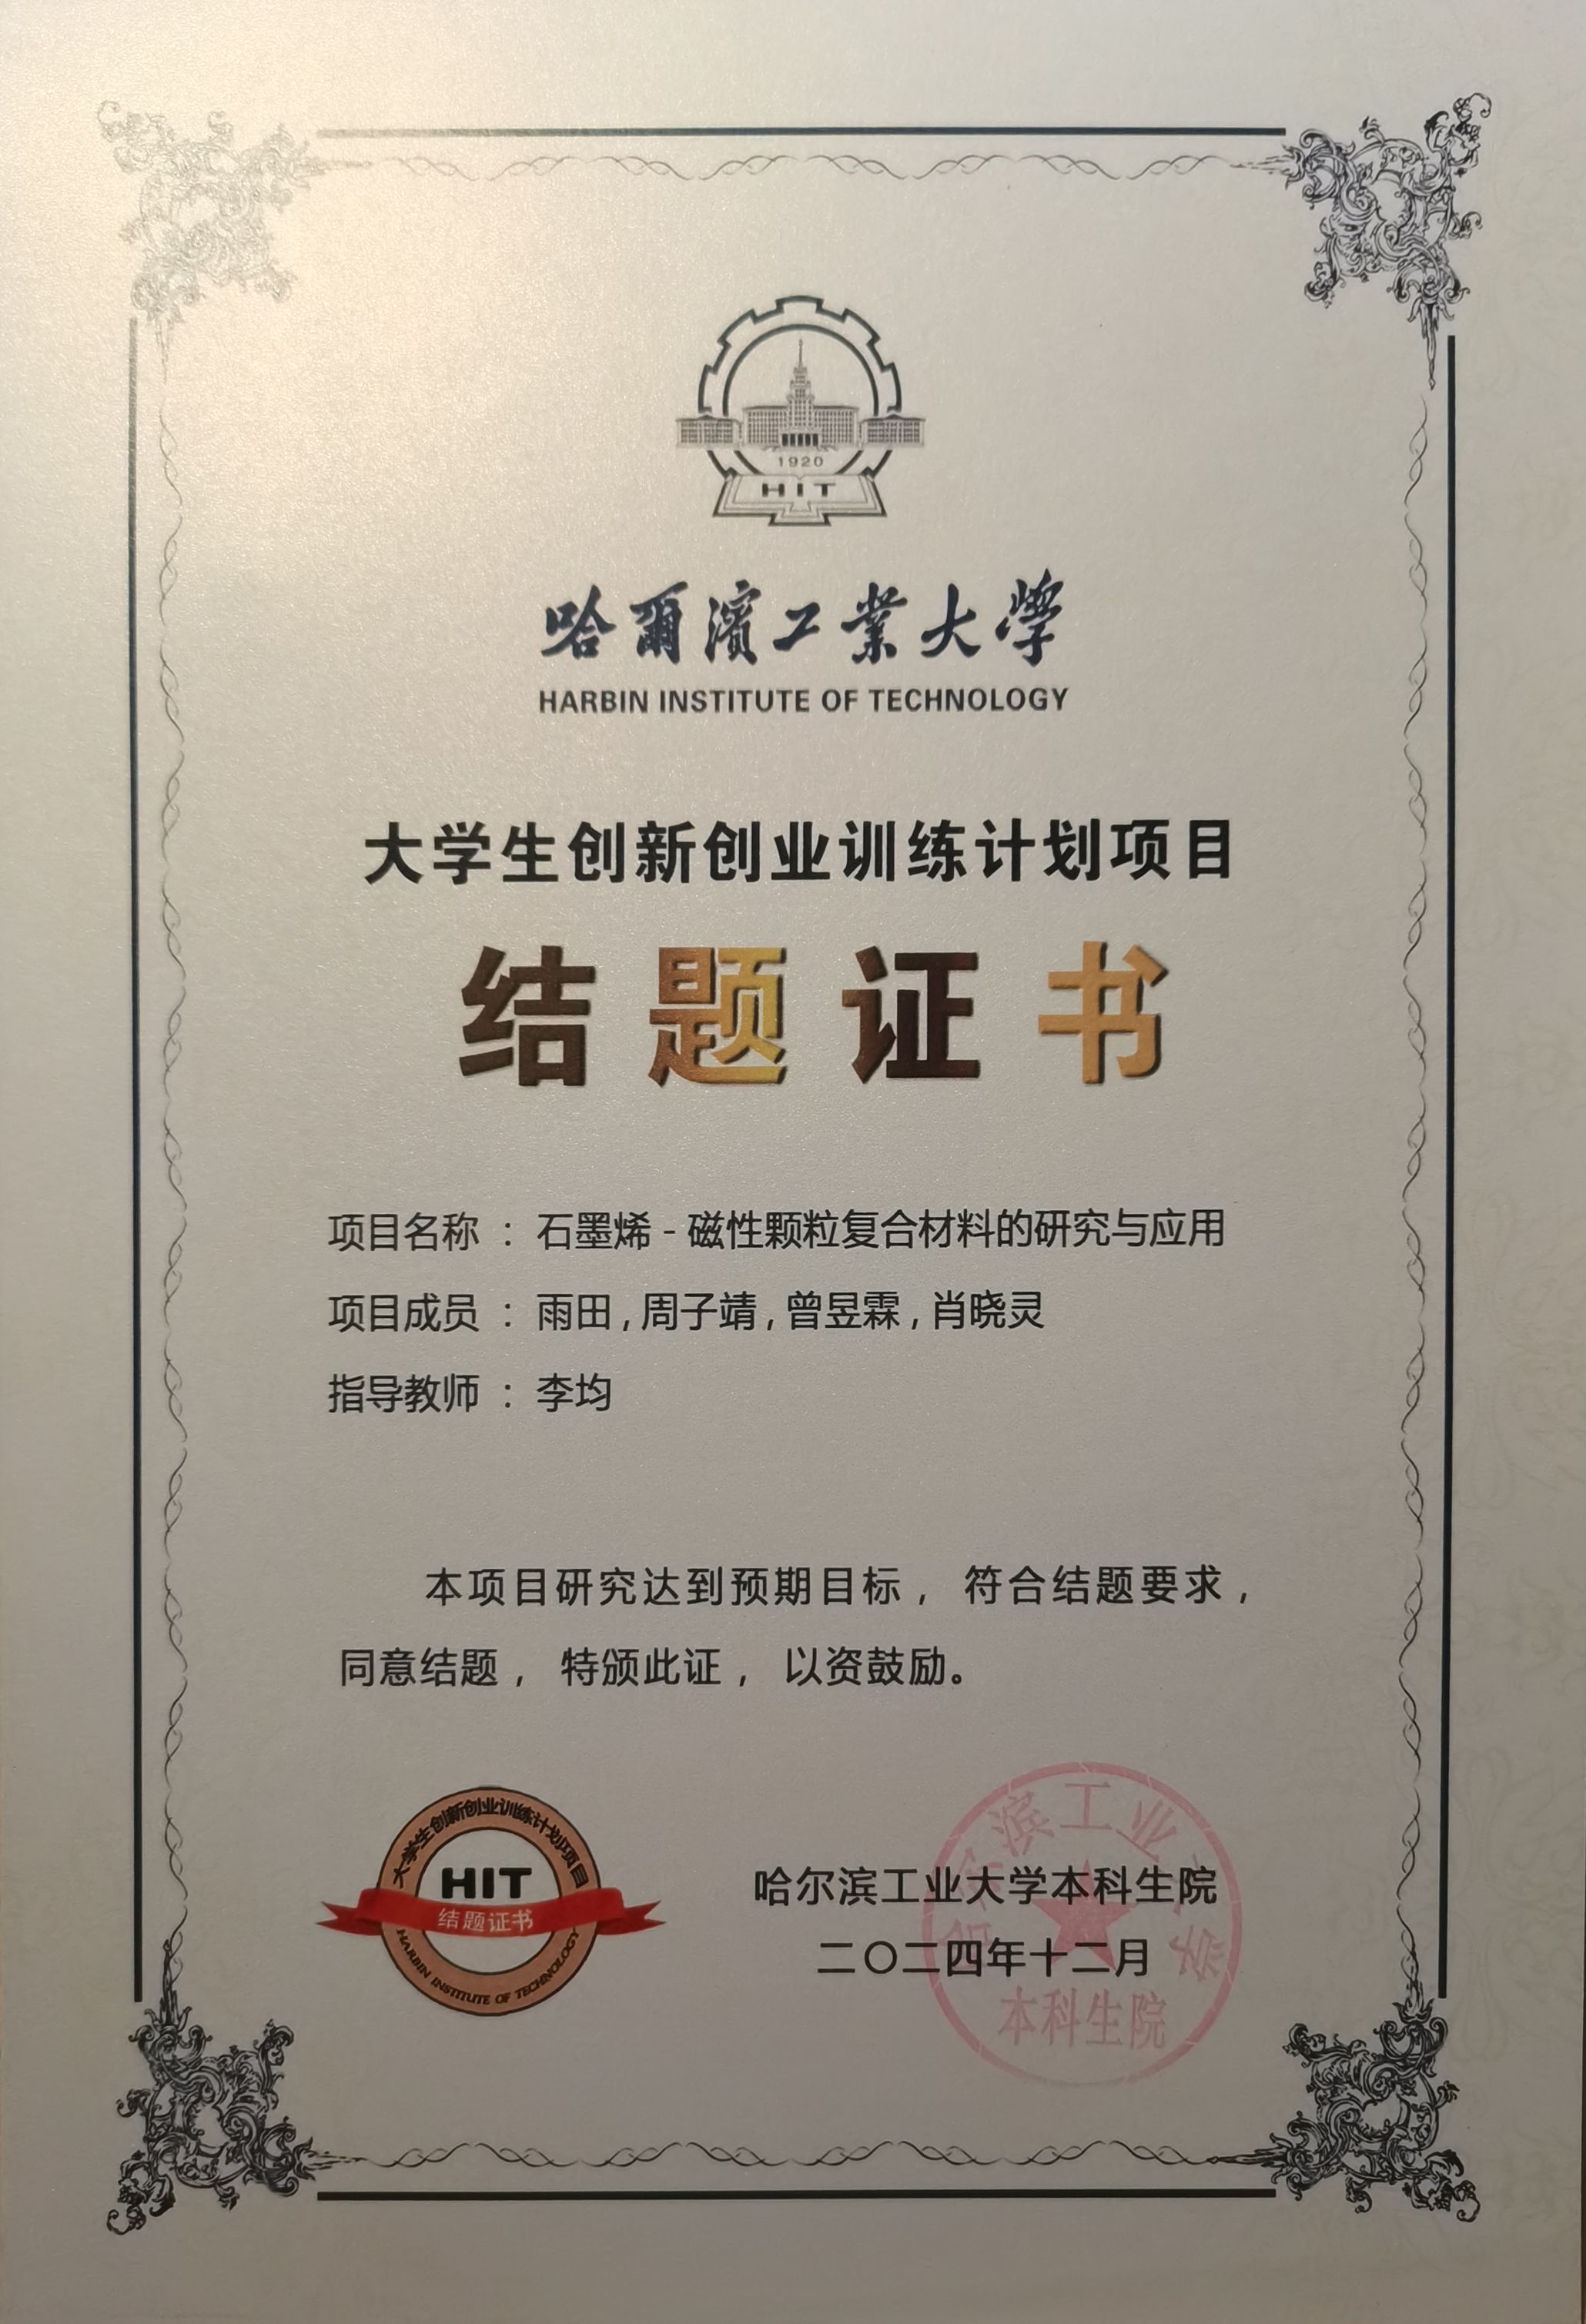 1920
HIT
哈爾濱工業大學
HARBIN INSTITUTE OF TECHNOLOGY
大学生创新创业训练计划项目
结题证书
项目名称 : 石墨烯 - 磁性颗粒复合材料的研究与应用
项目成员 : 雨田 , 周子靖 , 曾昱霖 , 肖晓灵
指导教师 : 李均
本项目研究达到预期目标， 符合结题要求，
同意结题， 特颁此证， 以资鼓励。
大学生创新创业训练计划项目
HIT
结题证书
HARBIN INSTITUTE OF TECHNOLOGY
哈尔滨工业大学本科生院
二〇二四年十二月
哈尔滨工业大学
本科生院